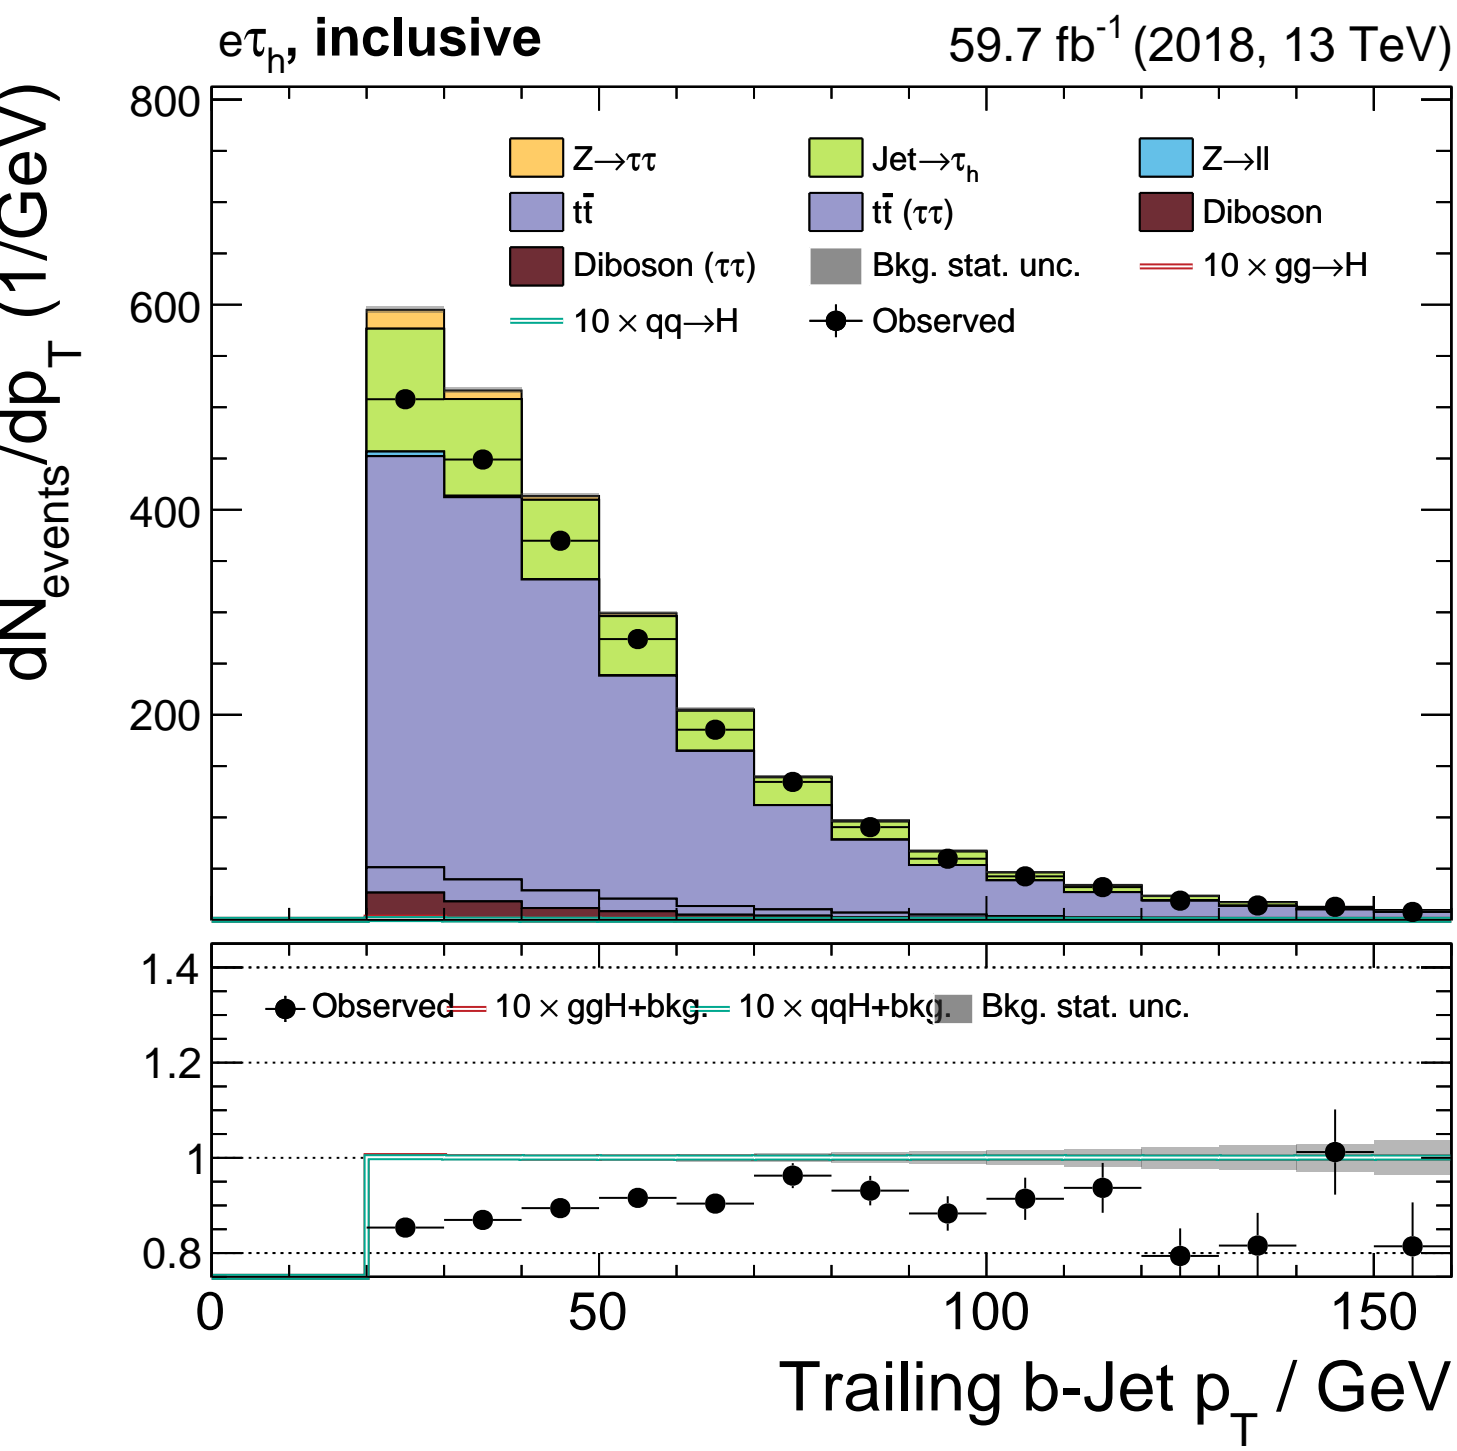 eτh, inclusive 59.7 fb-1 (2018, 13 TeV)
dNevents/dpT (1/GeV)
800
600
400
200
Z→ττ Jet→τh Z→ll
tt̄ tt̄ (ττ) Diboson
Diboson (ττ) Bkg. stat. unc. 10 × gg→H
10 × qq→H Observed
1.4
1.2
1
0.8
Observed 10 × ggH+bkg. 10 × qqH+bkg. Bkg. stat. unc.
0 50 100 150
Trailing b-Jet pT / GeV